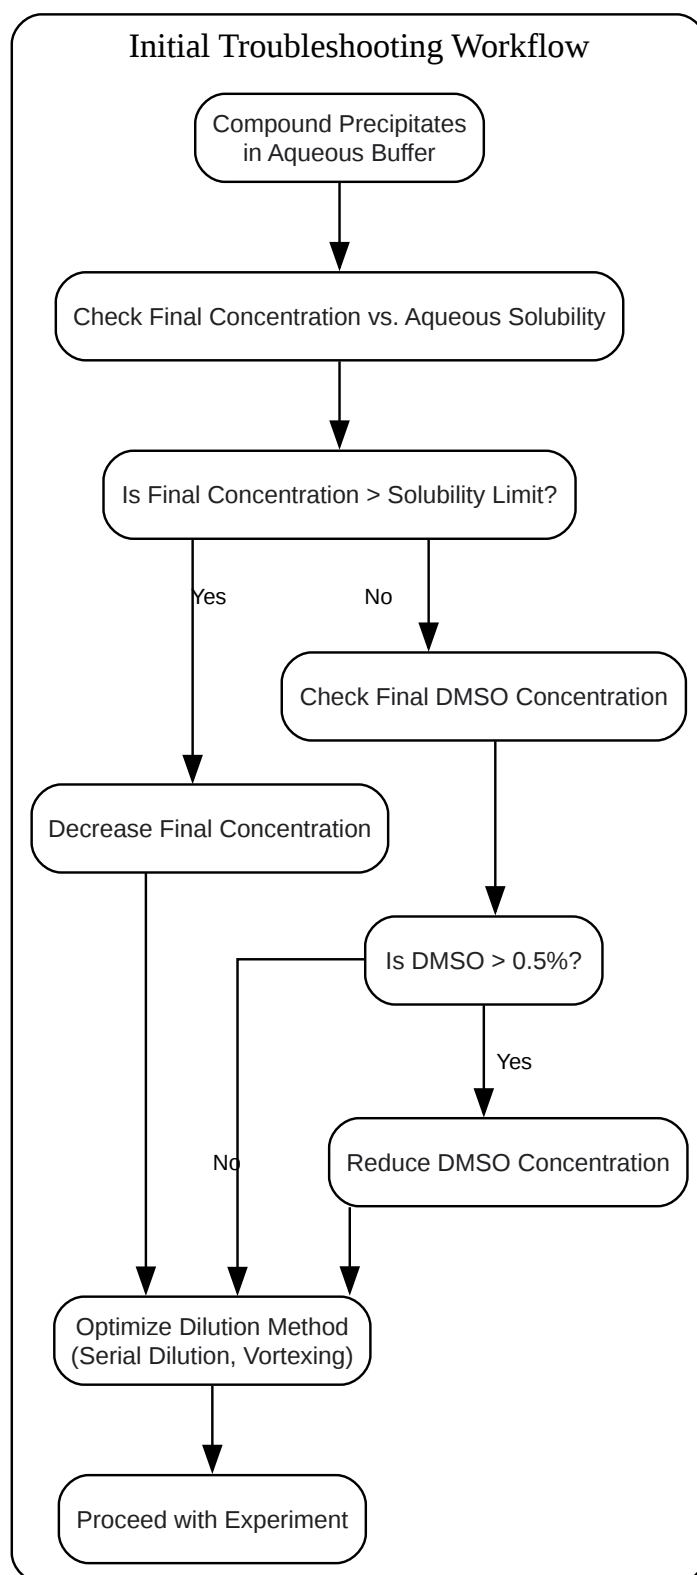 Initial Troubleshooting Workflow
Compound Precipitates
in Aqueous Buffer
Check Final Concentration vs. Aqueous Solubility
Is Final Concentration > Solubility Limit?
Yes
No
Check Final DMSO Concentration
Decrease Final Concentration
Is DMSO > 0.5%?
Yes
No
Reduce DMSO Concentration
Optimize Dilution Method
(Serial Dilution, Vortexing)
Proceed with Experiment